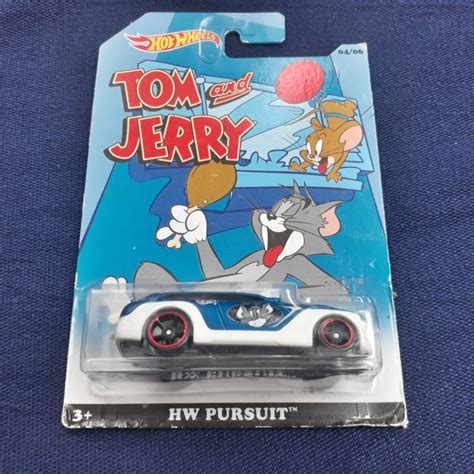 HOT WHEELS
04/06
TOM and
JERRY
3+
HW PURSUIT™